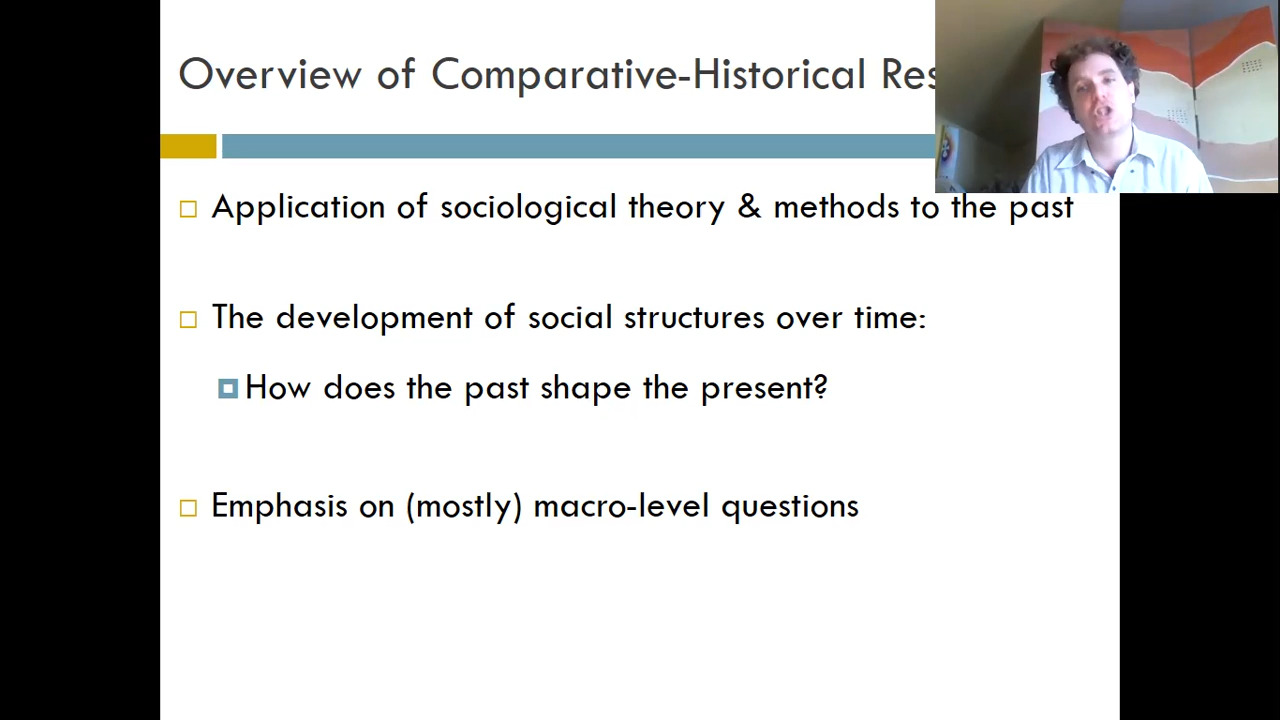 Overview of Comparative-Historical Res
Application of sociological theory & methods to the past
The development of social structures over time:
How does the past shape the present?
Emphasis on (mostly) macro-level questions